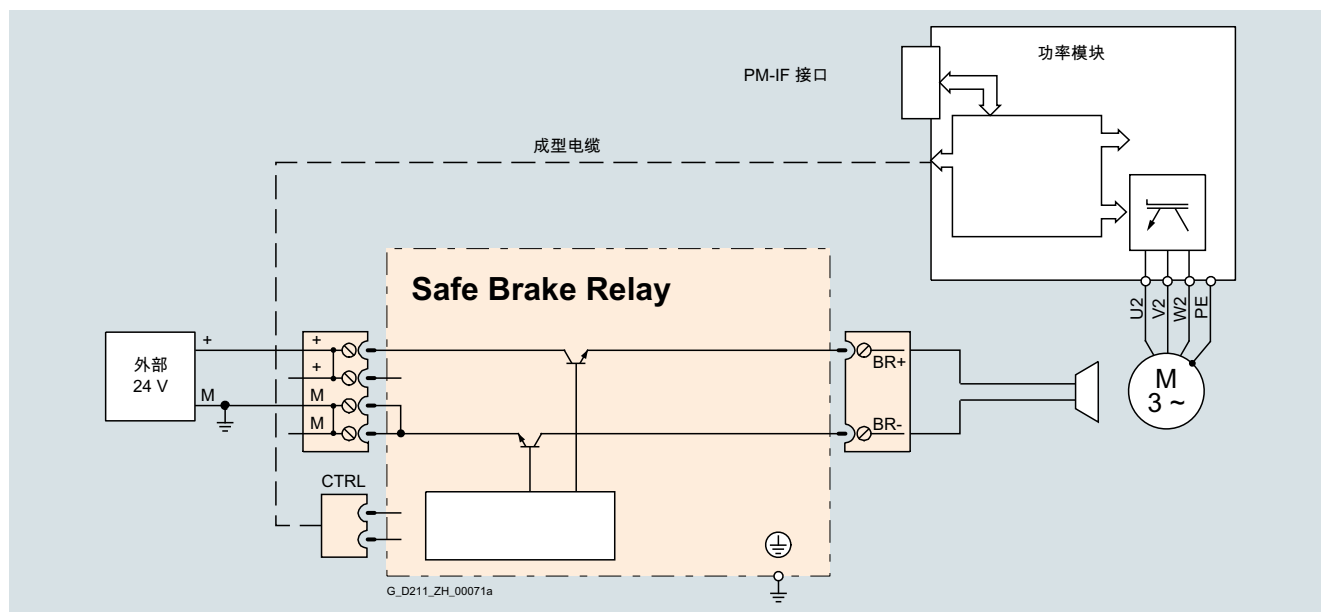 功率模块
PM-IF 接口
成型电缆
Safe Brake Relay
U2
V2
W2
PE
外部
24 V
+
M
+
+
M
M
BR+
BR-
M
3 ~
CTRL
G_D211_ZH_00071a